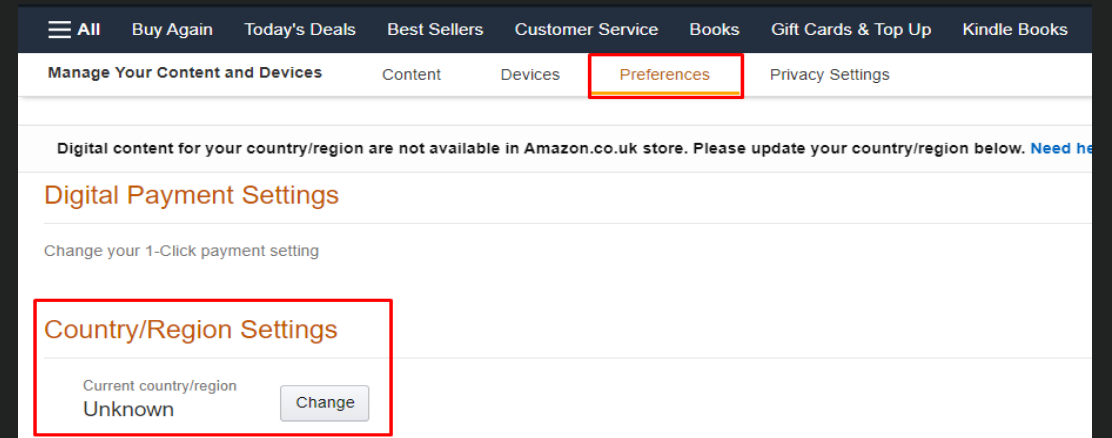 All Buy Again Today's Deals Best Sellers Customer Service Books Gift Cards & Top Up Kindle Books
Manage Your Content and Devices Content Devices Preferences Privacy Settings
Digital content for your country/region are not available in Amazon.co.uk store. Please update your country/region below. Need
Digital Payment Settings
Change your 1-Click payment setting
Country/Region Settings
Current country/region
Unknown Change